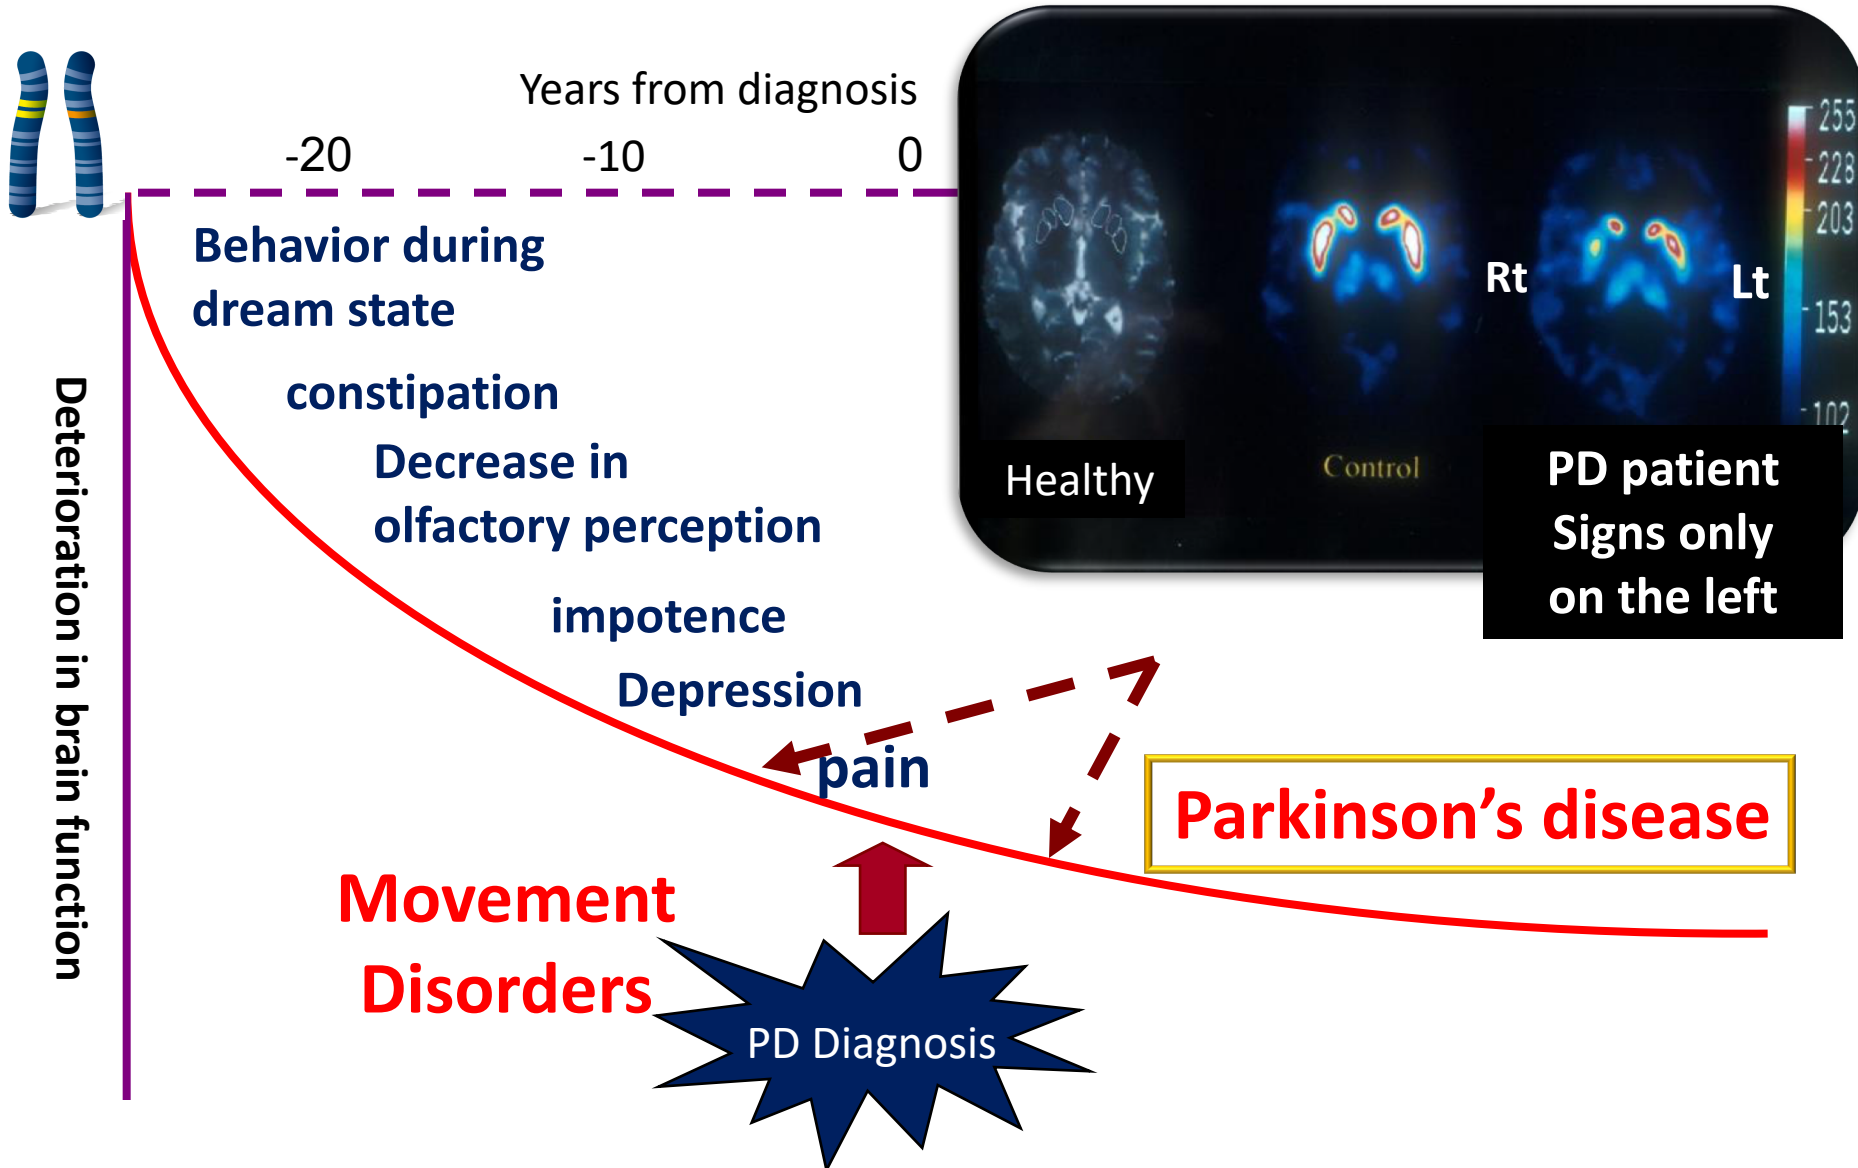 Years from diagnosis
-20
-10
0
Behavior during
dream state
constipation
Decrease in
olfactory perception
impotence
Depression
pain
Deterioration in brain function
Movement
Disorders
PD Diagnosis
Parkinson’s disease
Healthy
Control
Rt
Lt
255
228
203
153
102
PD patient
Signs only
on the left